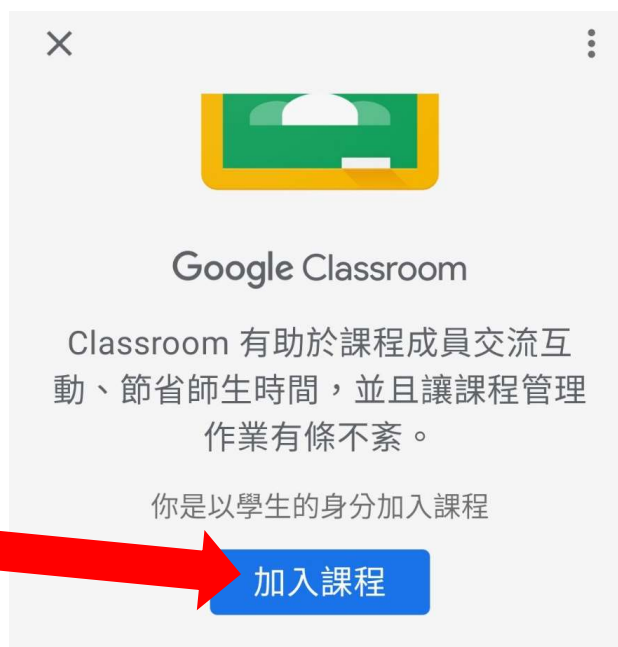 Google Classroom
Classroom 有助於課程成員交流互
動、節省師生時間，並且讓課程管理
作業有條不紊。
你是以學生的身分加入課程
加入課程